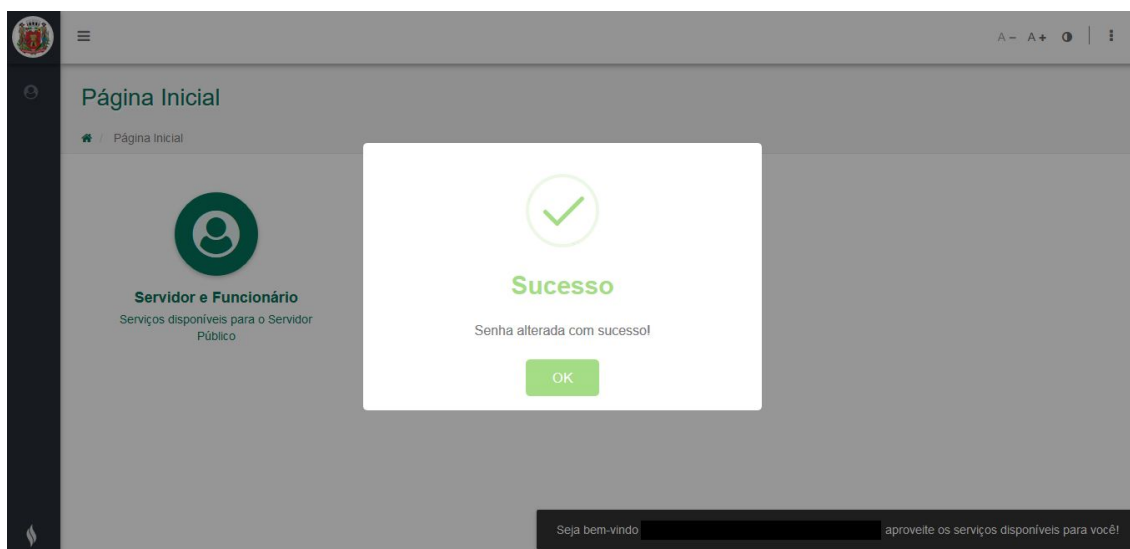 A- A+
Página Inicial
/ Página Inicial
Servidor e Funcionário
Serviços disponíveis para o Servidor
Público
Sucesso
Senha alterada com sucesso!
OK
Seja bem-vindo aproveite os serviços disponíveis para você!